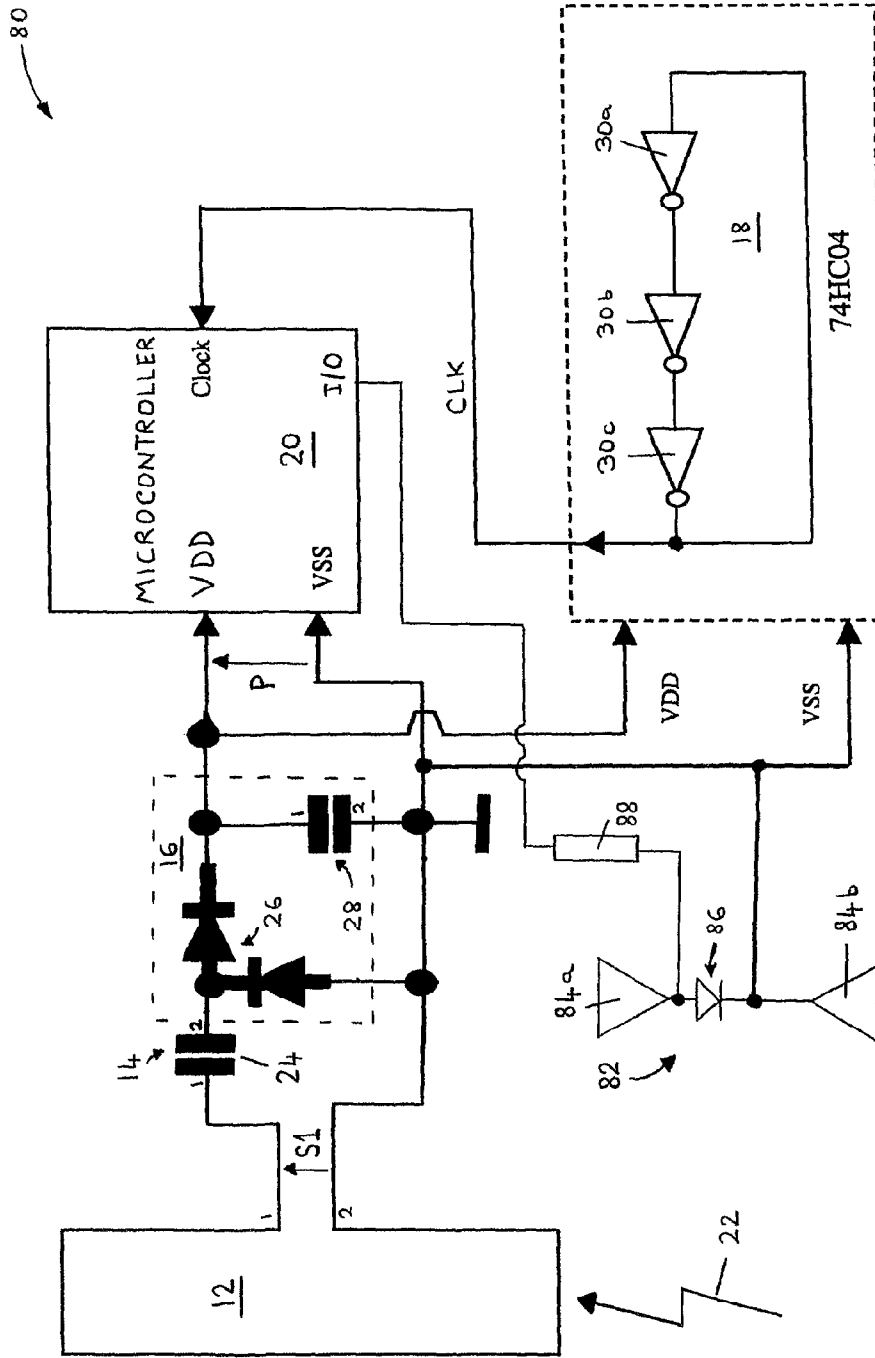 80
MICROCONTROLLER
VDD
Clock
20
VSS
I/O
P
CLK
16
26
28
1
2
14
2
1
24
S1
1
2
12
22
VDD
VSS
88
84a
86
82
84b
30a
30b
30c
18
74HC04